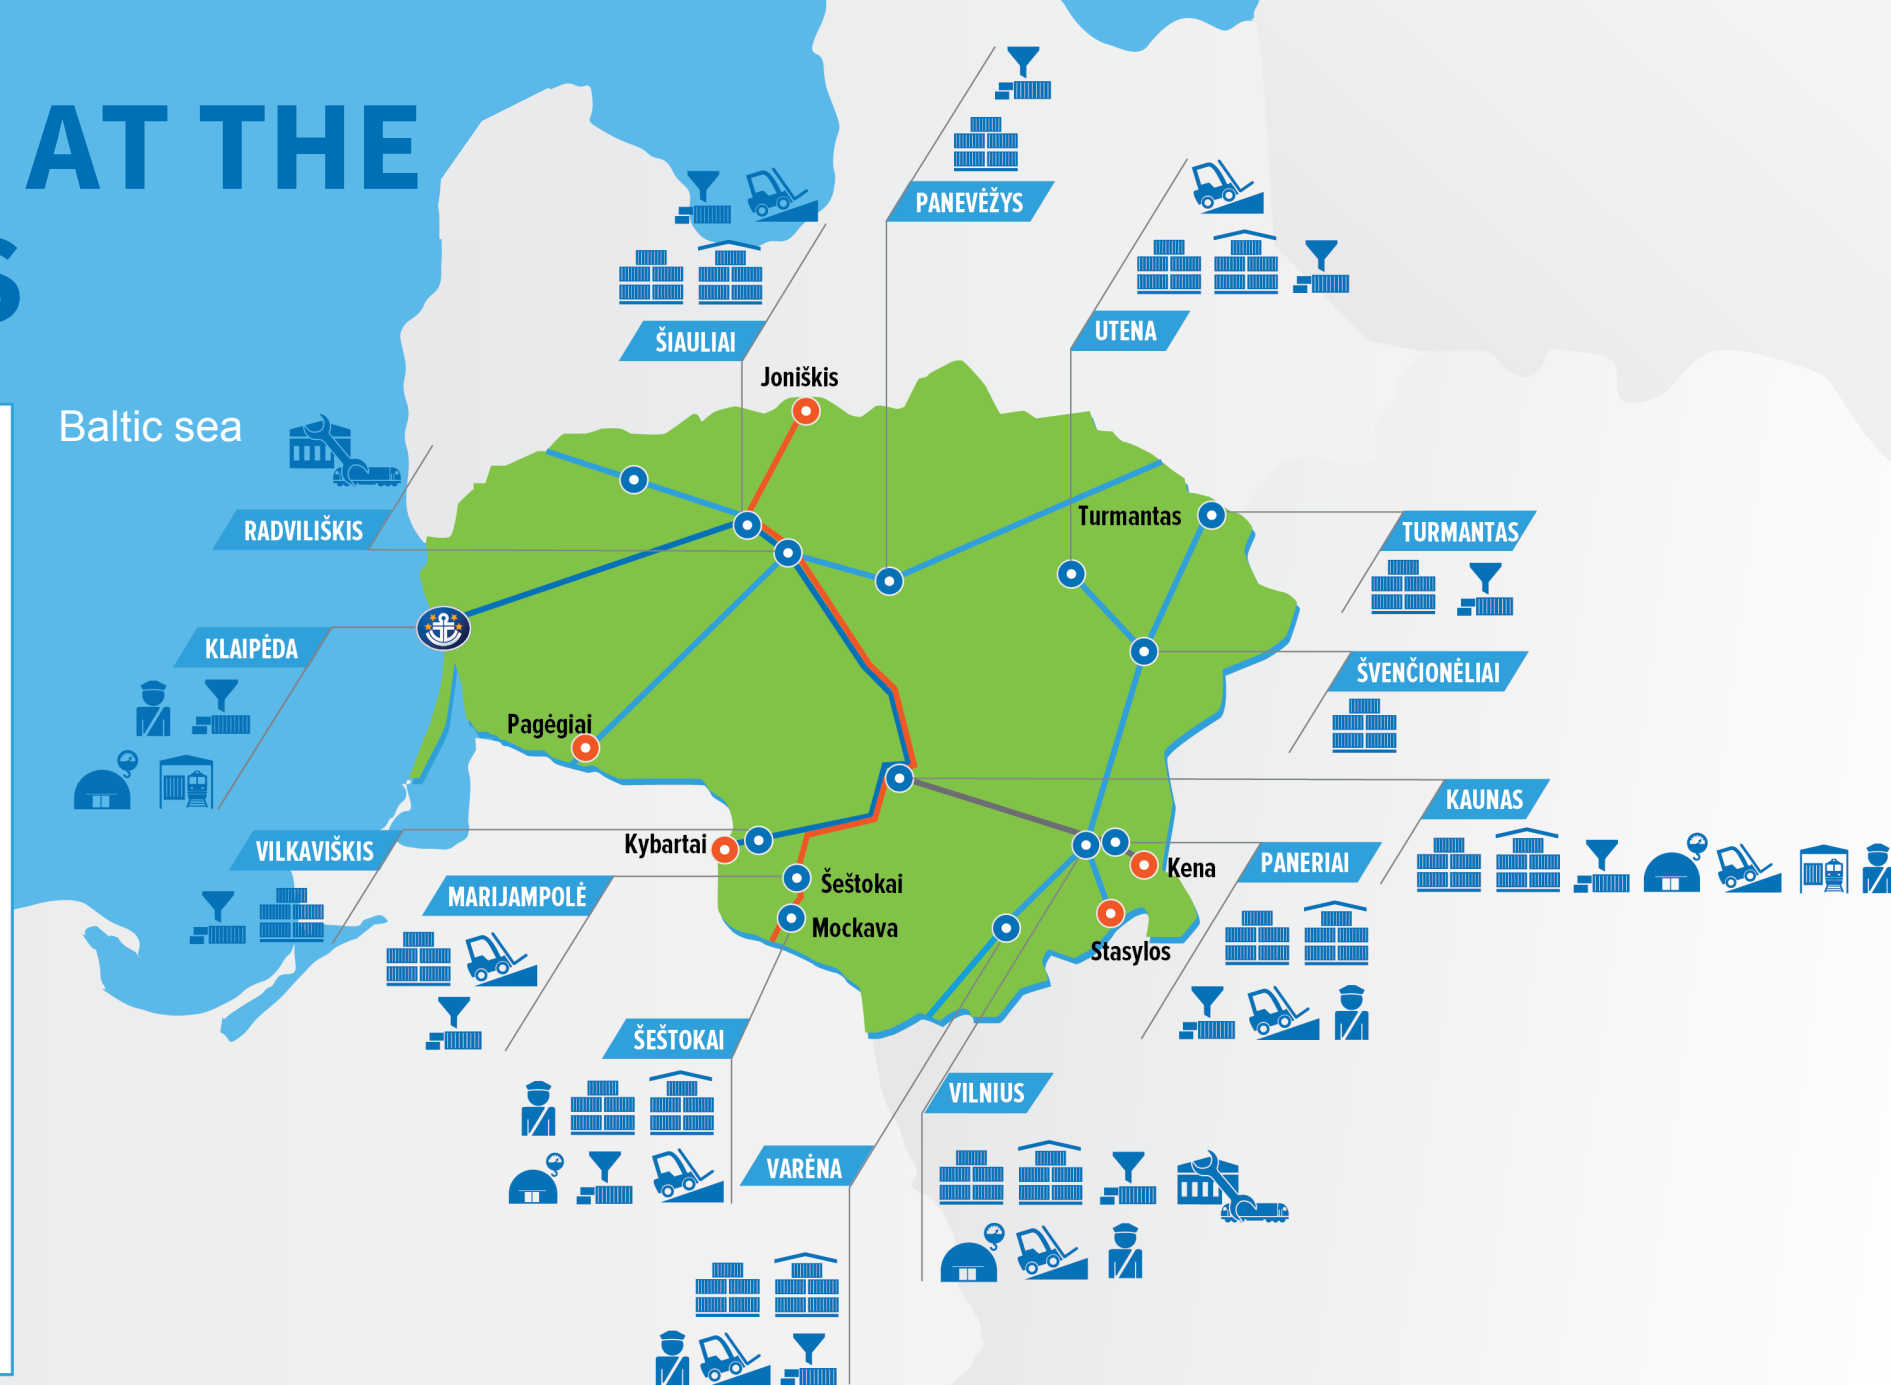 AT THE
S
Baltic sea
PANEVĖŽYS
UTENA
ŠIAULIAI
Joniškis
RADVILIŠKIS
Turmantas
TURMANTAS
KLAIPĖDA
ŠVENČIONĖLIAI
Pagėgiai
KAUNAS
Kybartai
VILKAVIŠKIS
Kena
PANERIAI
MARIJAMPOLĖ
Šeštokai
Mockava
Stasylos
ŠEŠTOKAI
VILNIUS
VARĖNA